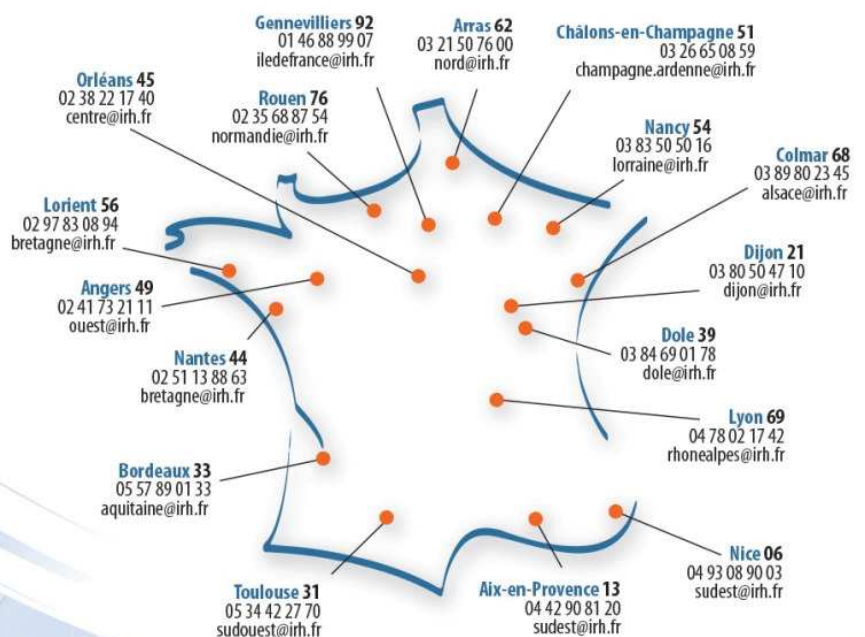 Gennevilliers 92
01 46 88 99 07
iledefrance@irh.fr
Arras 62
03 21 50 76 00
nord@irh.fr
Châlons-en-Champagne 51
03 26 65 08 59
champagne.ardenne@irh.fr
Orléans 45
02 38 22 17 40
centre@irh.fr
Rouen 76
02 35 68 87 54
normandie@irh.fr
Nancy 54
03 83 50 50 16
lorraine@irh.fr
Colmar 68
03 89 80 23 45
alsace@irh.fr
Lorient 56
02 97 83 08 94
bretagne@irh.fr
Dijon 21
03 80 50 47 10
dijon@irh.fr
Angers 49
02 41 73 21 11
ouest@irh.fr
Dole 39
03 84 69 01 78
dole@irh.fr
Nantes 44
02 51 13 88 63
bretagne@irh.fr
Lyon 69
04 78 02 17 42
rhonealpes@irh.fr
Bordeaux 33
05 57 89 01 33
aquitaine@irh.fr
Nice 06
04 93 08 90 03
sudest@irh.fr
Toulouse 31
05 34 42 27 70
sudouest@irh.fr
Aix-en-Provence 13
04 42 90 81 20
sudest@irh.fr